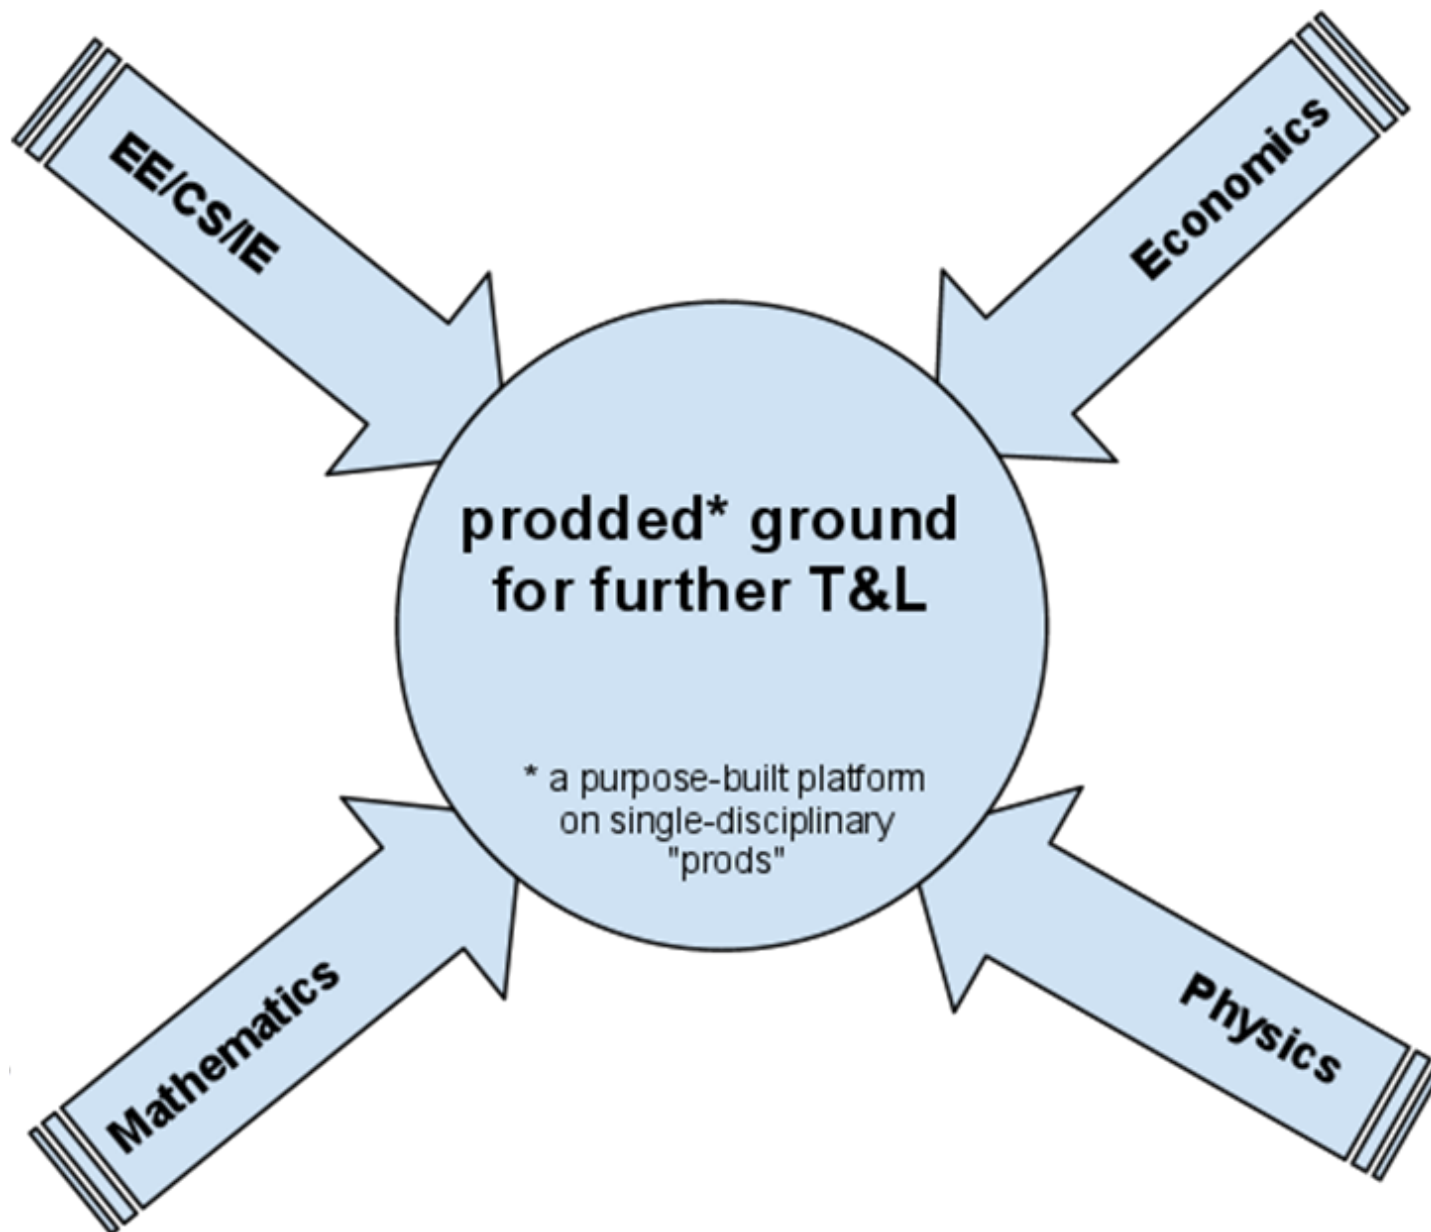 EE/CS/IE
Economics
prodded* ground
for further T&L
* a purpose-built platform
on single-disciplinary
"prods"
Mathematics
Physics